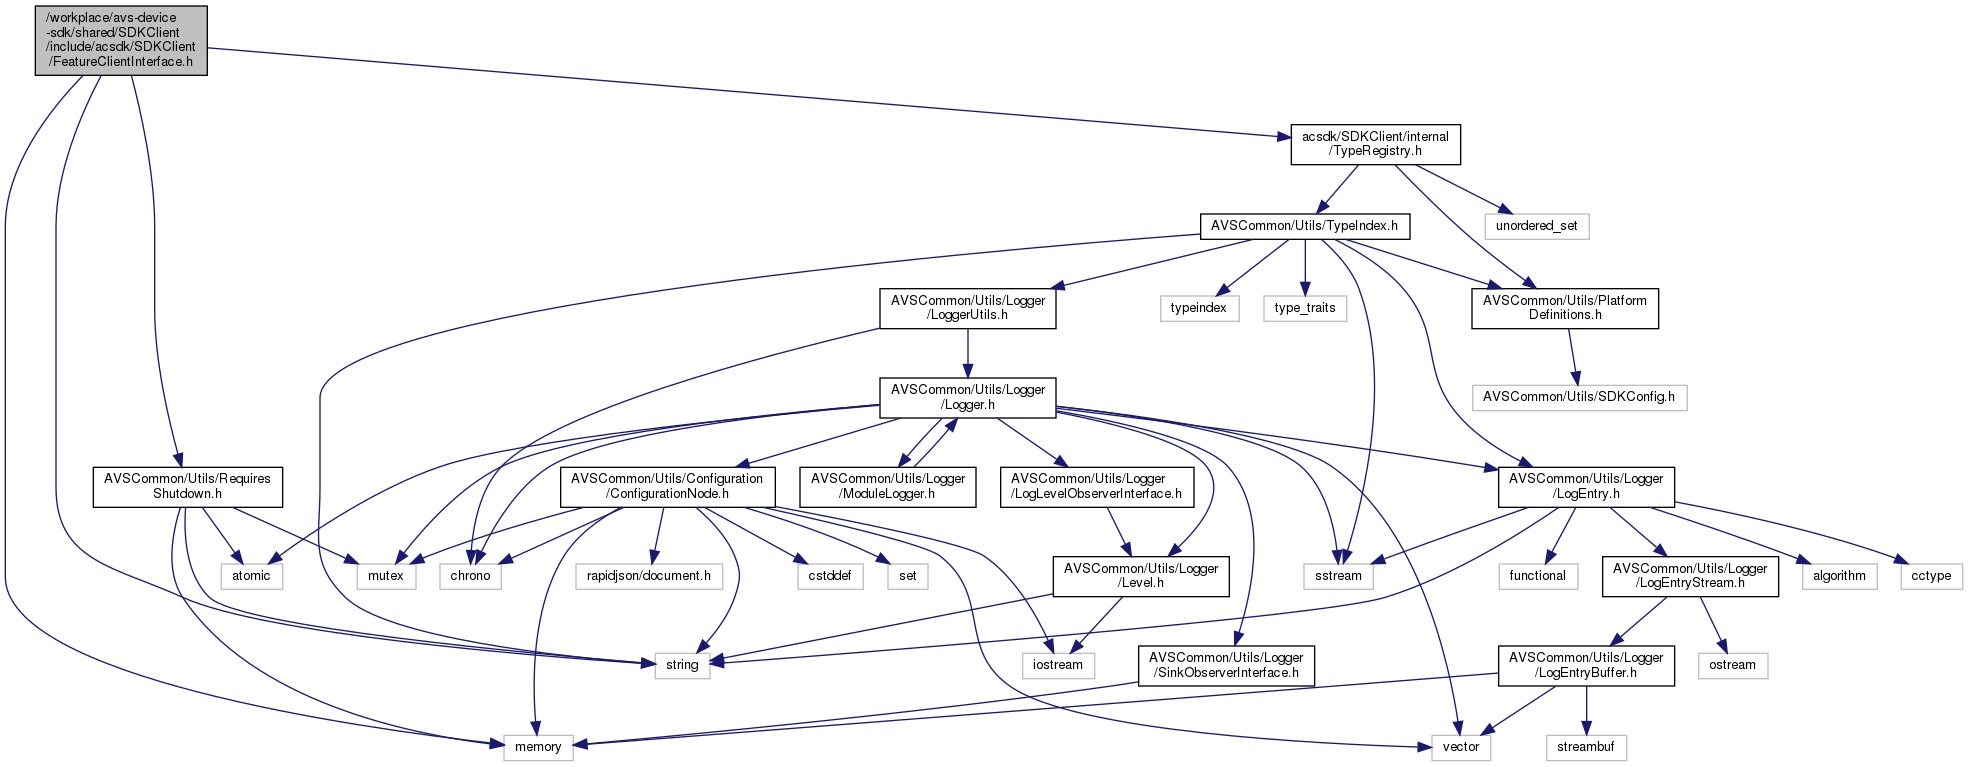 /workplace/avs-device
-sdk/shared/SDKClient
/include/acsdk/SDKClient
/FeatureClientInterface.h
acsdk/SDKClient/internal
/TypeRegistry.h
AVSCommon/Utils/TypeIndex.h
unordered_set
AVSCommon/Utils/Logger
/LoggerUtils.h
typeindex
type_traits
AVSCommon/Utils/Platform
Definitions.h
AVSCommon/Utils/Logger
/Logger.h
AVSCommon/Utils/SDKConfig.h
AVSCommon/Utils/Requires
Shutdown.h
AVSCommon/Utils/Configuration
/ConfigurationNode.h
AVSCommon/Utils/Logger
/ModuleLogger.h
AVSCommon/Utils/Logger
/LogLevelObserverInterface.h
AVSCommon/Utils/Logger
/LogEntry.h
atomic
mutex
chrono
rapidjson/document.h
cstddef
set
AVSCommon/Utils/Logger
/Level.h
sstream
functional
AVSCommon/Utils/Logger
/LogEntryStream.h
algorithm
cctype
string
iostream
AVSCommon/Utils/Logger
/SinkObserverInterface.h
AVSCommon/Utils/Logger
/LogEntryBuffer.h
ostream
memory
vector
streambuf